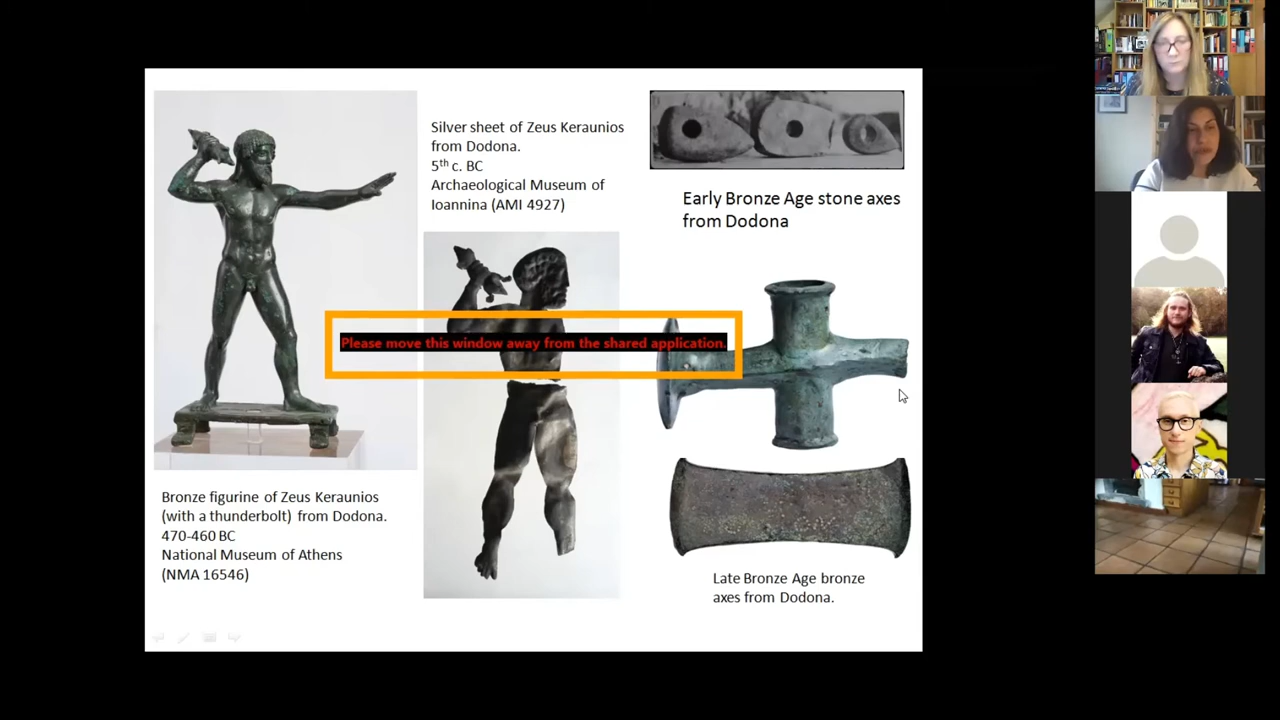 Silver sheet of Zeus Keraunios
from Dodona.
5th c. BC
Archaeological Museum of
Ioannina (AMI 4927)
Early Bronze Age stone axes
from Dodona
Please move this window away from the shared application.
Bronze figurine of Zeus Keraunios
(with a thunderbolt) from Dodona.
470-460 BC
National Museum of Athens
(NMA 16546)
Late Bronze Age bronze
axes from Dodona.